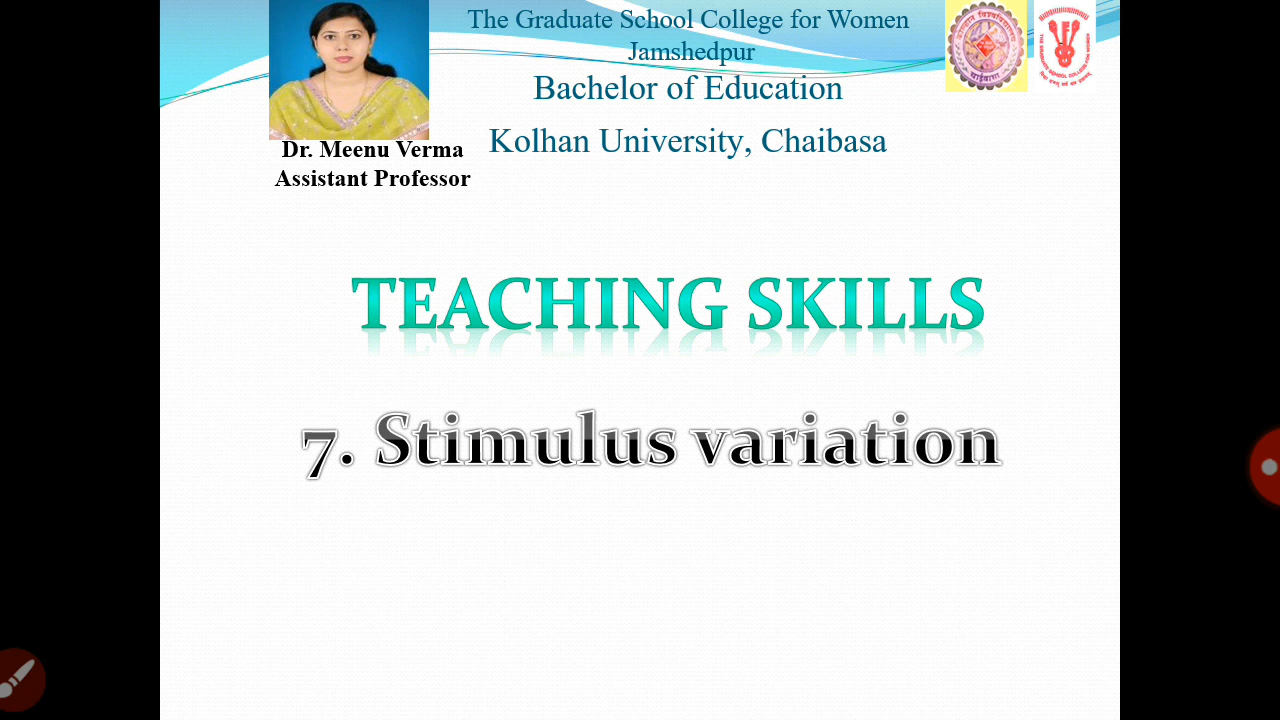 The Graduate School College for Women
Jamshedpur
Bachelor of Education
Kolhan University, Chaibasa
Dr. Meenu Verma
Assistant Professor
TEACHING SKILLS
7. Stimulus variation